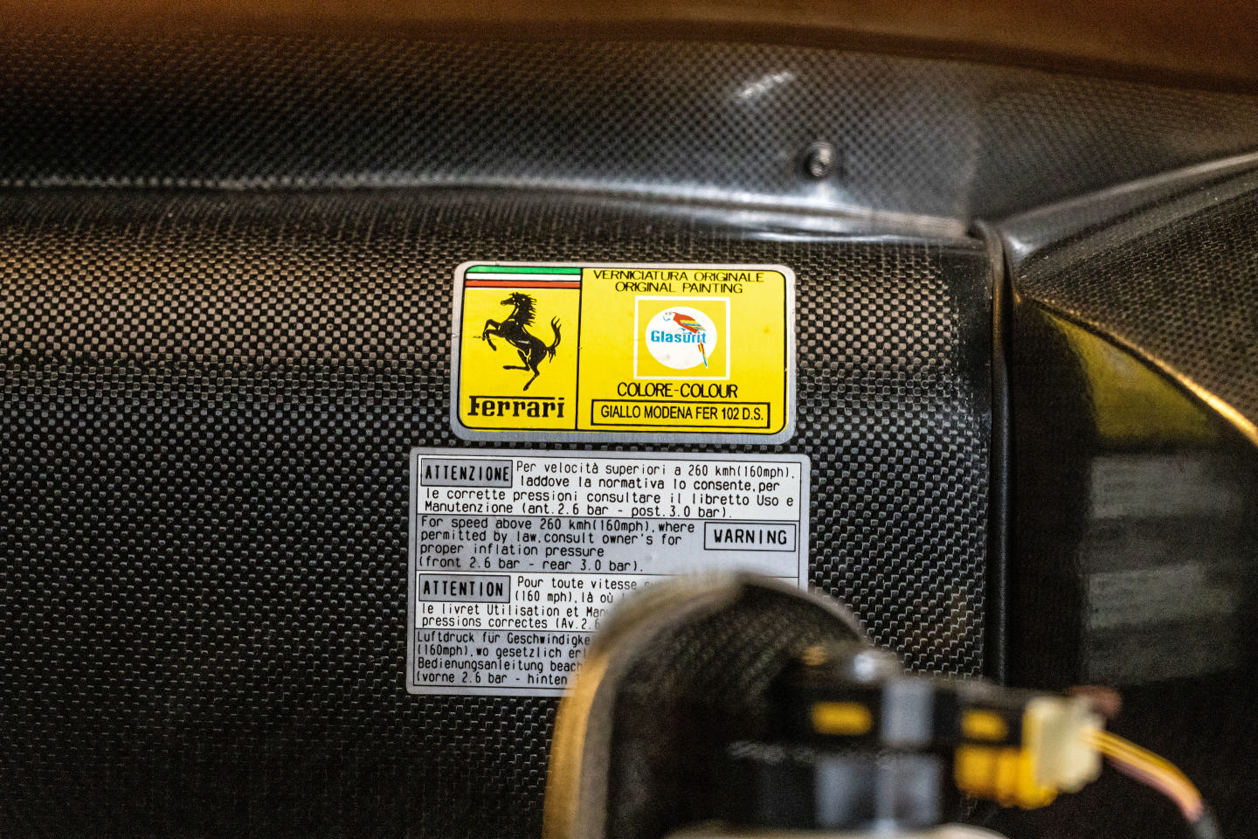 VERNICIATURA ORIGINALE
ORIGINAL PAINTING
Glasurit
COLORE-COLOUR
Ferrari
GIALLO MODENA FER 102 D.S.
ATTENZIONE Per velocità superiori a 260 kmh(160mph),
laddove la normativa lo consente,per
le corrette pressioni consultare il libretto Uso e
Manutenzione (ant.2.6 bar - post.3.0 bar).
For speed above 260 kmh(160mph),where
permitted by law,consult owner's for
WARNING
proper inflation pressure
(front 2.6 bar - rear 3.0 bar).
ATTENTION Pour toute vitesse
(160 mph),là où
le livret Utilisation et
pressions correctes (Av.2.6
Luftdruck für
(160mph),wo gesetzlich
Bedienungsanleitung
(vorne 2.6 bar - hinten